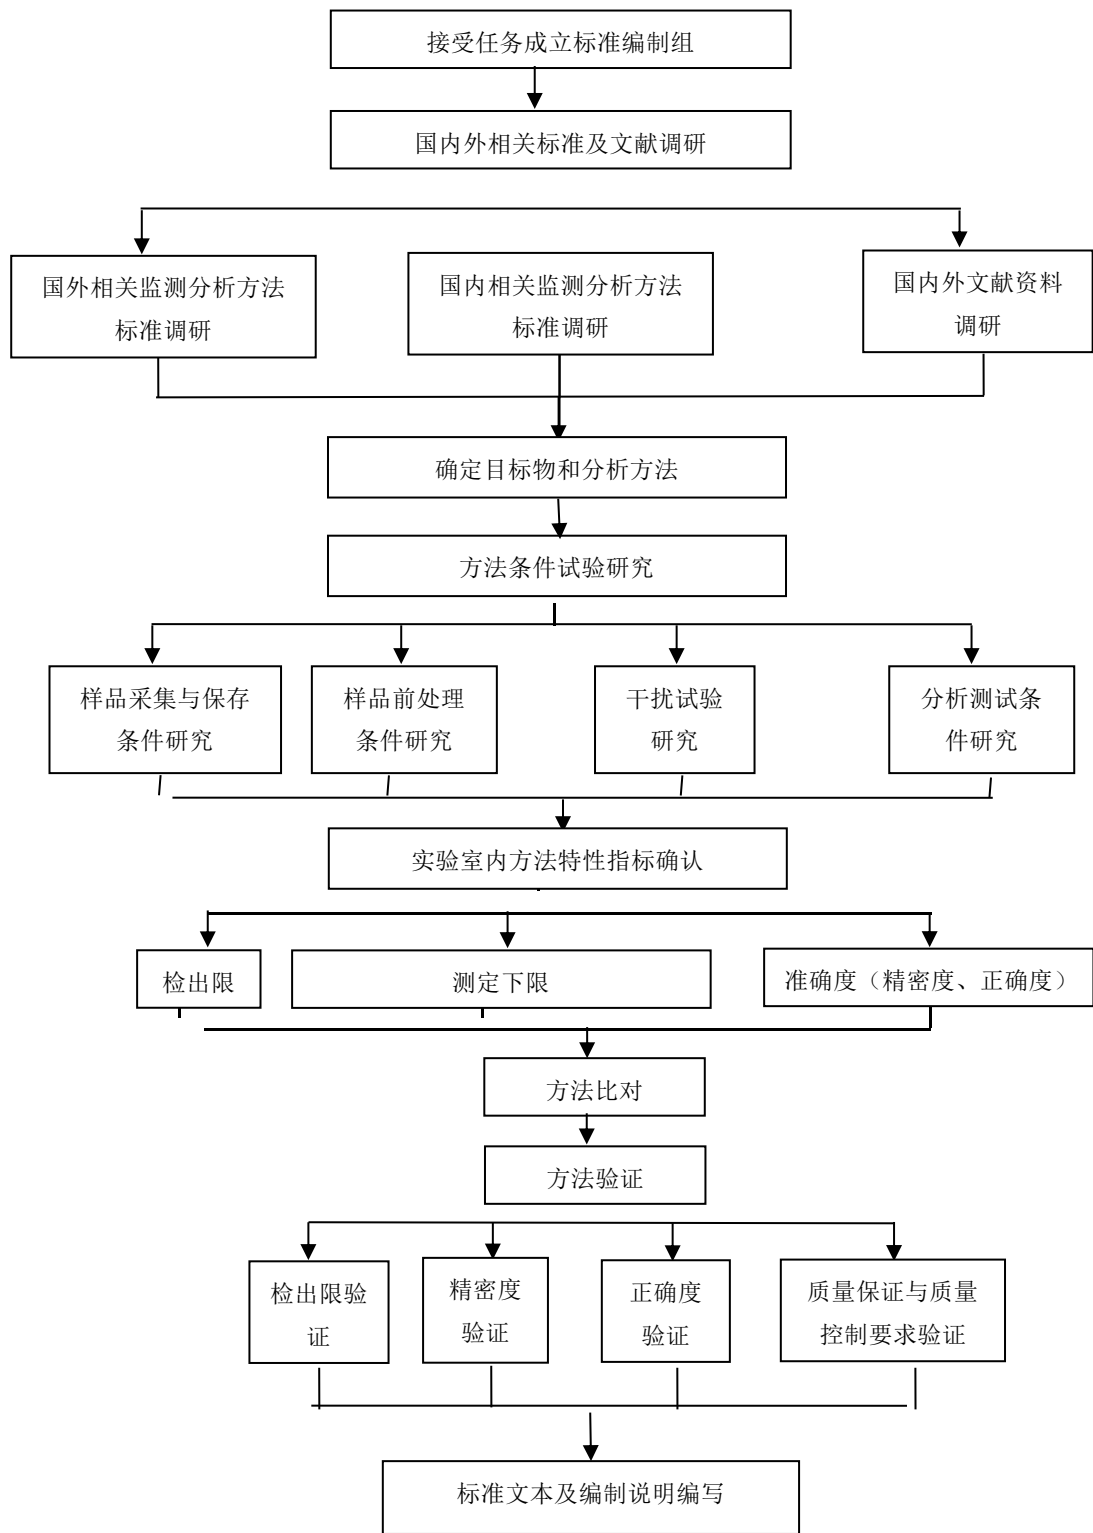 接受任务成立标准编制组
国内外相关标准及文献调研
国外相关监测分析方法
标准调研
国内相关监测分析方法
标准调研
国内外文献资料
调研
确定目标物和分析方法
方法条件试验研究
样品采集与保存
条件研究
样品前处理
条件研究
干扰试验
研究
分析测试条
件研究
实验室内方法特性指标确认
检出限
测定下限
准确度（精密度、正确度）
方法比对
方法验证
检出限验
证
精密度
验证
正确度
验证
质量保证与质量
控制要求验证
标准文本及编制说明编写